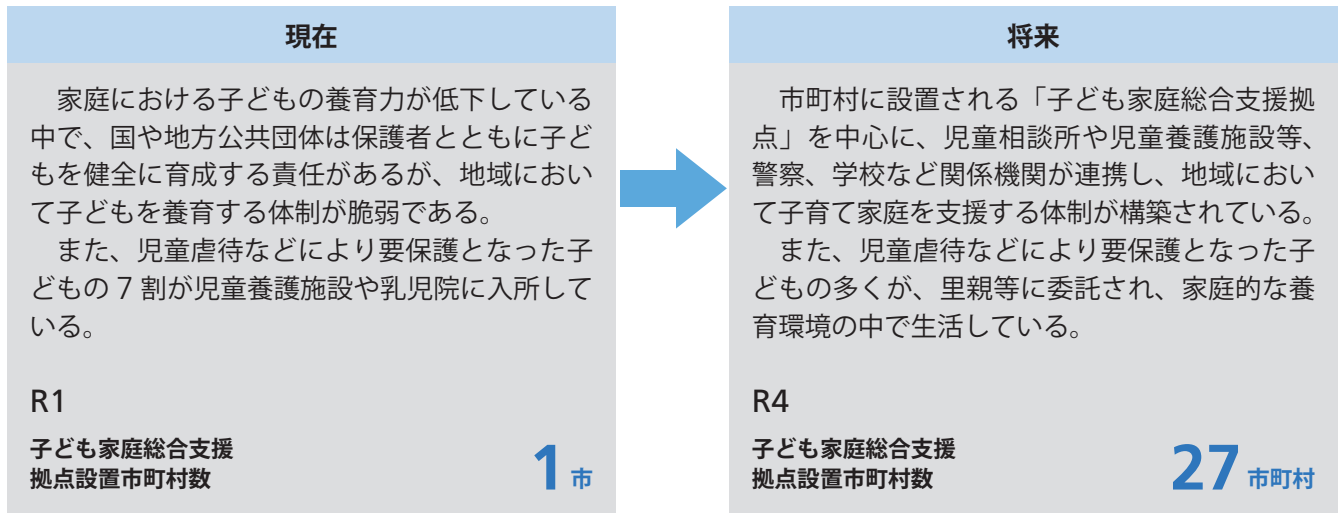 現在
　家庭における子どもの養育力が低下している
中で、国や地方公共団体は保護者とともに子ど
もを健全に育成する責任があるが、地域におい
て子どもを養育する体制が脆弱である。
　また、児童虐待などにより要保護となった子
どもの７割が児童養護施設や乳児院に入所して
いる。
R1
子ども家庭総合支援
拠点設置市町村数
1 市
将来
　市町村に設置される「子ども家庭総合支援拠
点」を中心に、児童相談所や児童養護施設等、
警察、学校など関係機関が連携し、地域におい
て子育て家庭を支援する体制が構築されている。
　また、児童虐待などにより要保護となった子
どもの多くが、里親等に委託され、家庭的な養
育環境の中で生活している。
R4
子ども家庭総合支援
拠点設置市町村数
27 市町村